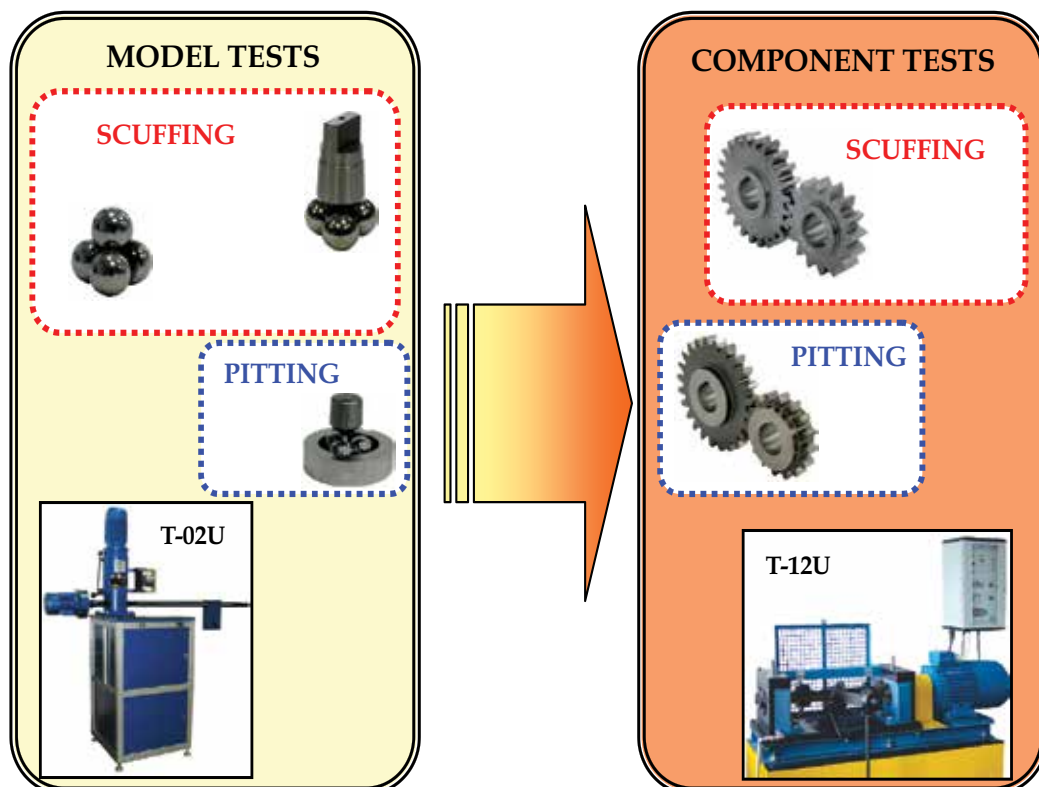 MODEL TESTS
SCUFFING
PITTING
T-02U
COMPONENT TESTS
SCUFFING
PITTING
T-12U